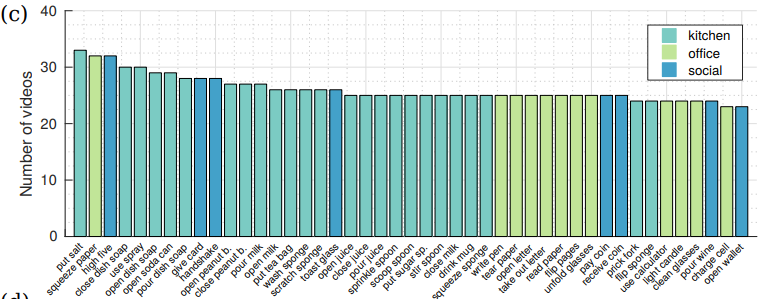 (c)
40
30
20
10
0
Number of videos
kitchen
office
social
put salt
squeeze paper
high five
close dish soap
use spray
open dish soap
open soda can
pour dish soap
give card
handshake
open peanut b.
close peanut b.
pour milk
open milk
put tea bag
wash sponge
scratch sponge
toast glass
open juice
close juice
pour juice
sprinkle spoon
scoop spoon
put sugar sp.
stir spoon
close milk
drink mug
squeeze sponge
write pen
tear paper
open letter
take out letter
read paper
flip pages
unfold glasses
pay coin
receive coin
prick fork
flip sponge
use calculator
light candle
clean glasses
pour wine
charge cell
open wallet